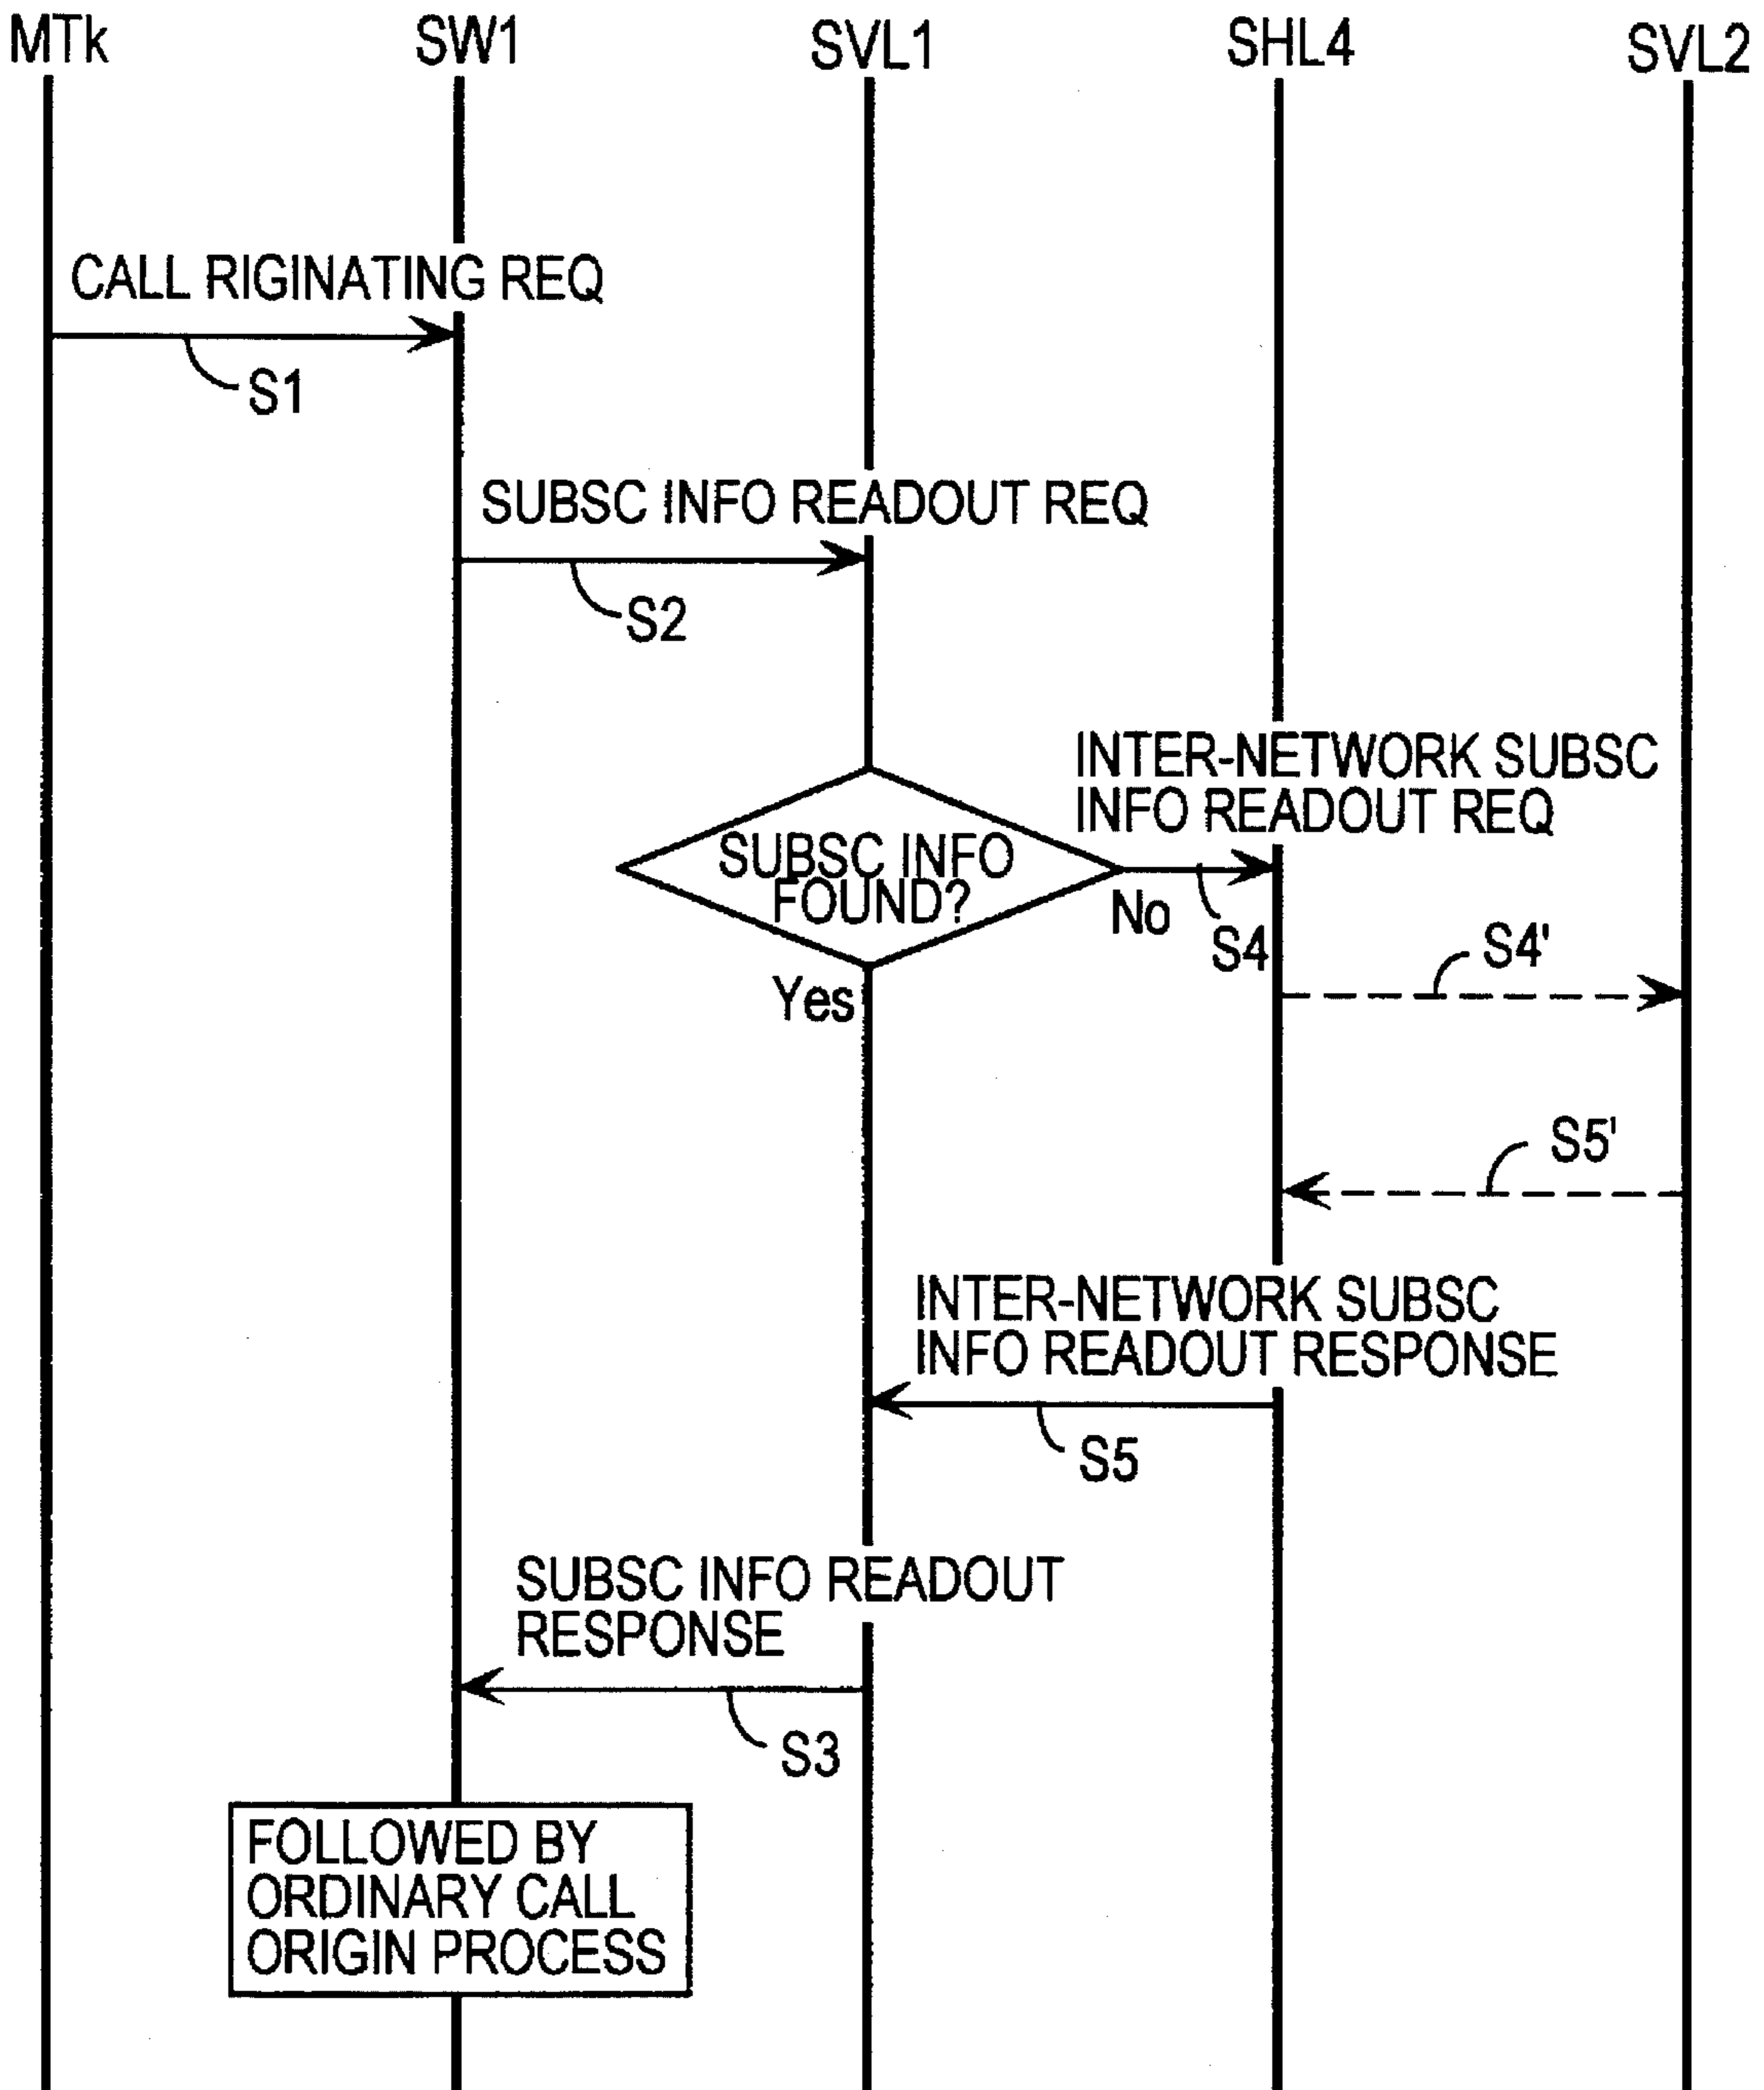 MTk
SW1
SVL1
SHL4
SVL2
CALL RIGINATING REQ
S1
SUBSC INFO READOUT REQ
S2
INTER-NETWORK SUBSC
INFO READOUT REQ
SUBSC INFO
FOUND?
No
S4
S4'
Yes
S5'
INTER-NETWORK SUBSC
INFO READOUT RESPONSE
S5
SUBSC INFO READOUT
RESPONSE
S3
FOLLOWED BY
ORDINARY CALL
ORIGIN PROCESS